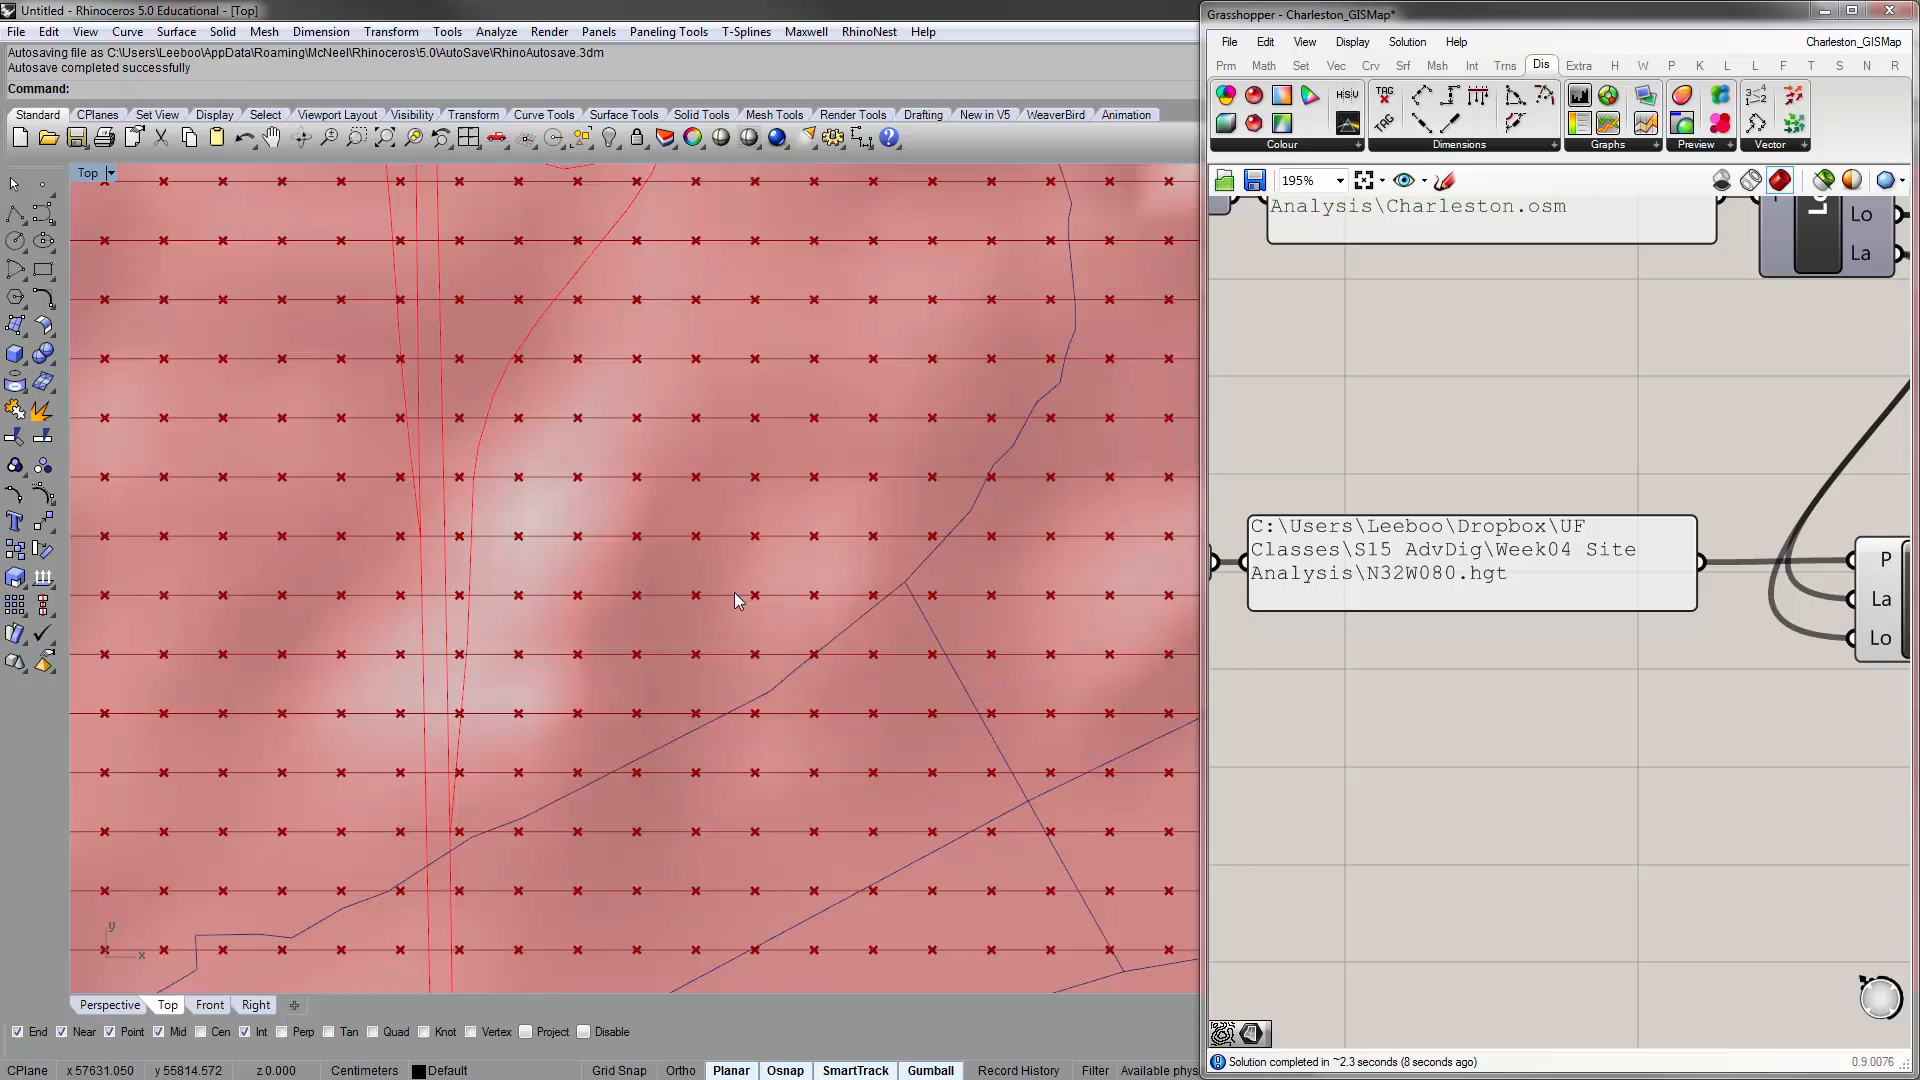 Untitled - Rhinoceros 5.0 Educational - [Top]
File Edit View Curve Surface Solid Mesh Dimension Transform Tools Analyze Render Panels Paneling Tools T-Splines Maxwell RhinoNest Help
Autosaving file as C:\Users\Leeboo\AppData\Roaming\McNeel\Rhinoceros\5.0\AutoSave\RhinoAutosave.3dm
Autosave completed successfully
Command:
Standard CPlanes Set View Display Select Viewport Layout Visibility Transform Curve Tools Surface Tools Solid Tools Mesh Tools Render Tools Drafting New in V5 WeaverBird Animation
Top
y
x
Perspective Top Front Right
End Near Point Mid Cen Int Perp Tan Quad Knot Vertex Project Disable
CPlane x 57631.050 y 55814.572 z 0.000 Centimeters Default Grid Snap Ortho Planar Osnap SmartTrack Gumball Record History Filter Available phys
Grasshopper - Charleston_GISMap*
File Edit View Display Solution Help Charleston_GISMap
Prm Math Set Vec Crv Srf Msh Int Trns Dis Extra H W P K L L F T S N R
HSV TAG TAG
Colour Dimensions Graphs Preview Vector
195%
Analysis\Charleston.osm
Lo
La
C:\Users\Leeboo\Dropbox\UF
Classes\S15 AdvDig\Week04 Site
Analysis\N32W080.hgt
P
La
Lo
Solution completed in ~2.3 seconds (8 seconds ago) 0.9.0076